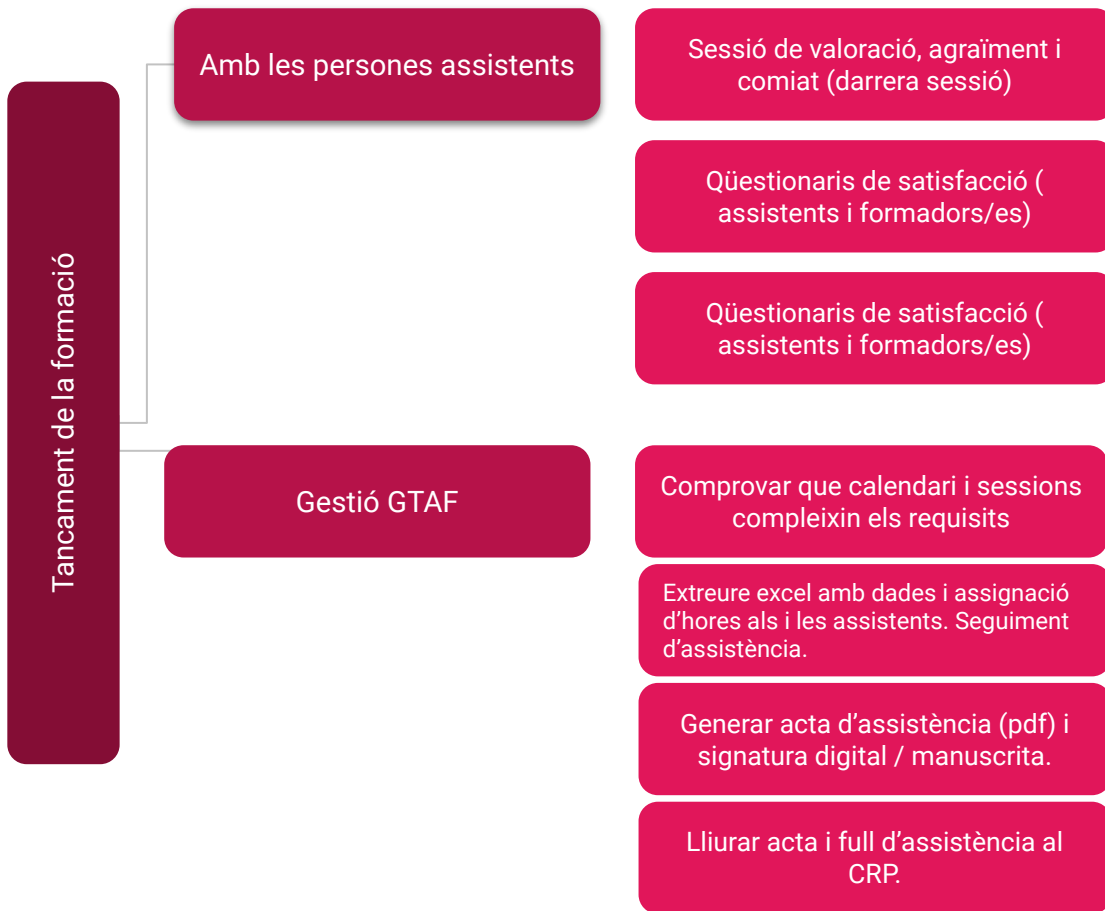 Tancament de la formació
Amb les persones assistents
Sessió de valoració, agraïment i
comiat (darrera sessió)
Qüestionaris de satisfacció (
assistents i formadors/es)
Qüestionaris de satisfacció (
assistents i formadors/es)
Gestió GTAF
Comprovar que calendari i sessions
compleixin els requisits
Extreure excel amb dades i assignació
d’hores als i les assistents. Seguiment
d’assistència.
Generar acta d’assistència (pdf) i
signatura digital / manuscrita.
Lliurar acta i full d’assistència al
CRP.